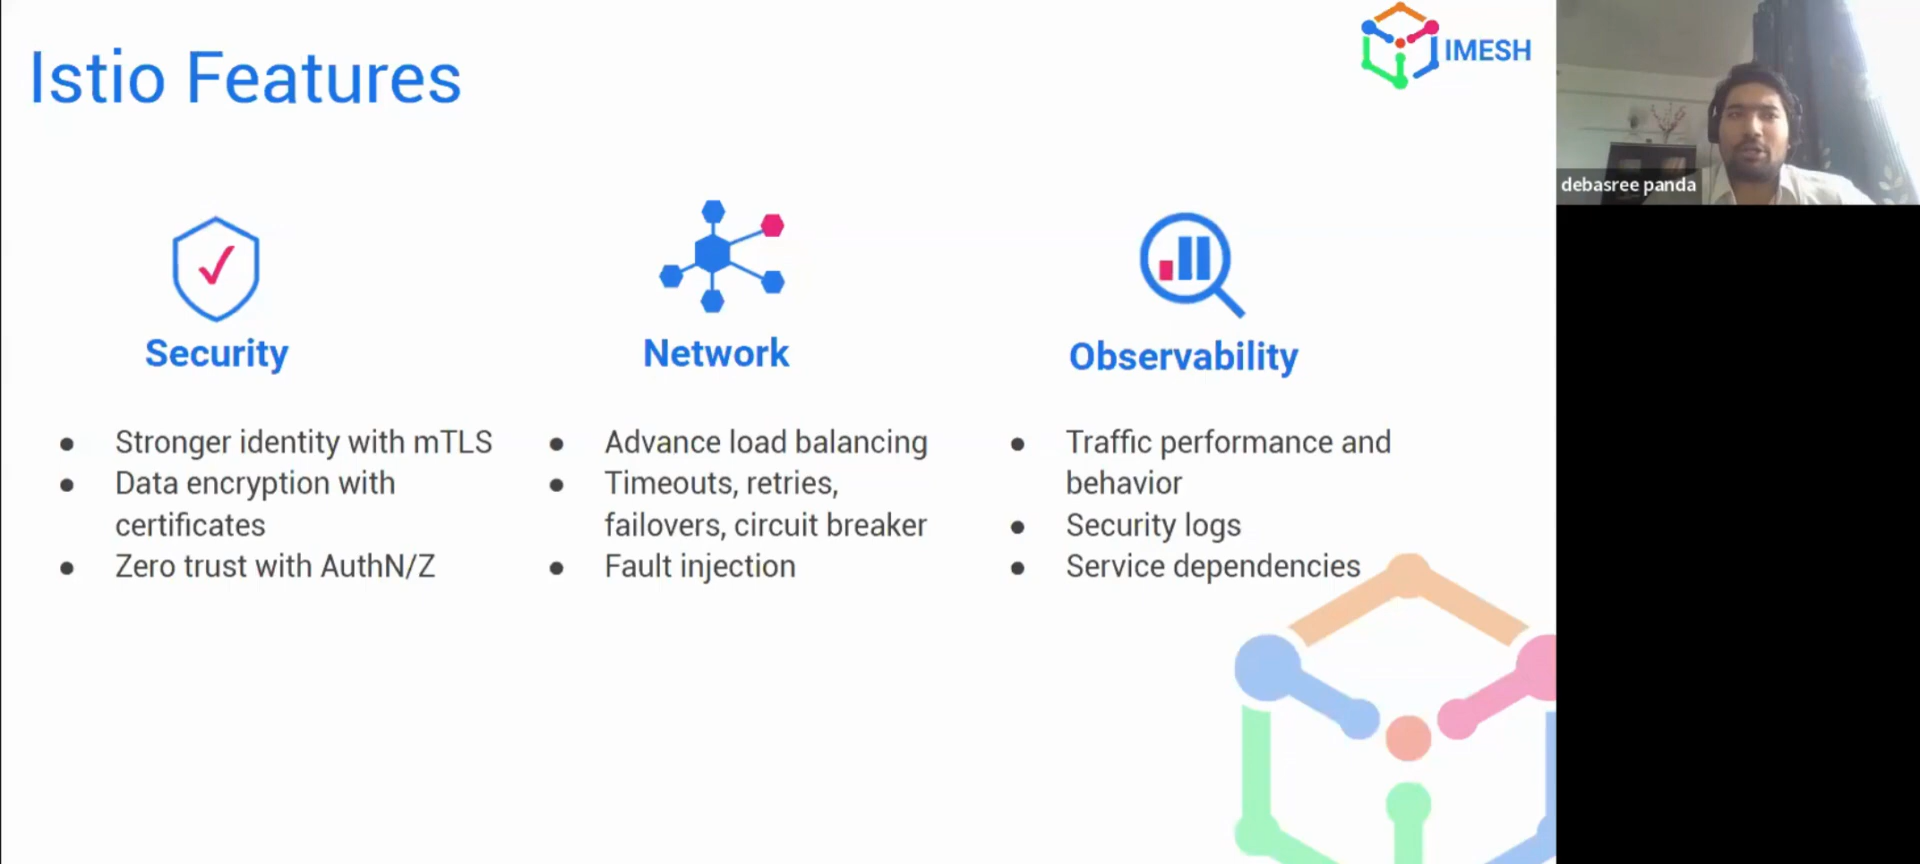 Istio Features
IMESH
debasree panda
Security
Stronger identity with mTLS
Data encryption with
certificates
Zero trust with AuthN/Z
Network
Advance load balancing
Timeouts, retries,
failovers, circuit breaker
Fault injection
Observability
Traffic performance and
behavior
Security logs
Service dependencies